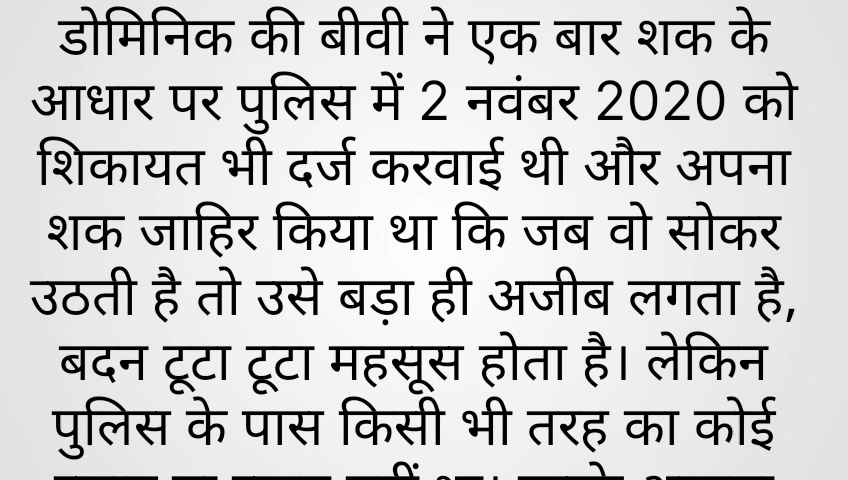 डोमिनिक की बीवी ने एक बार शक के
आधार पर पुलिस में 2 नवंबर 2020 को
शिकायत भी दर्ज करवाई थी और अपना
शक जाहिर किया था कि जब वो सोकर
उठती है तो उसे बड़ा ही अजीब लगता है,
बदन टूटा टूटा महसूस होता है। लेकिन
पुलिस के पास किसी भी तरह का कोई